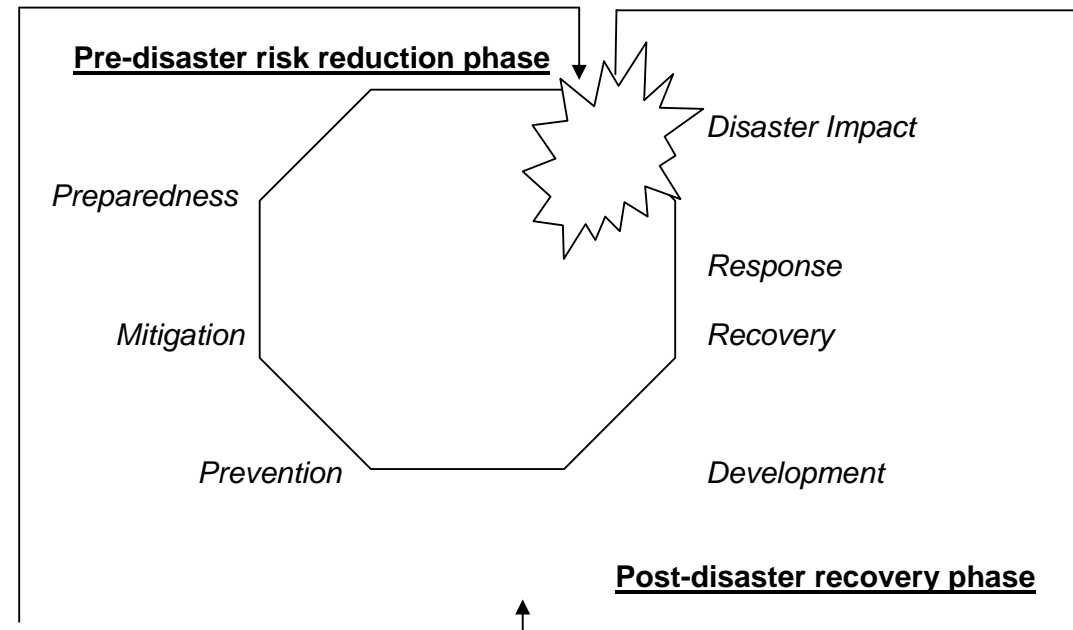 Pre-disaster risk reduction phase
Disaster Impact
Preparedness
Response
Mitigation
Recovery
Prevention
Development
Post-disaster recovery phase